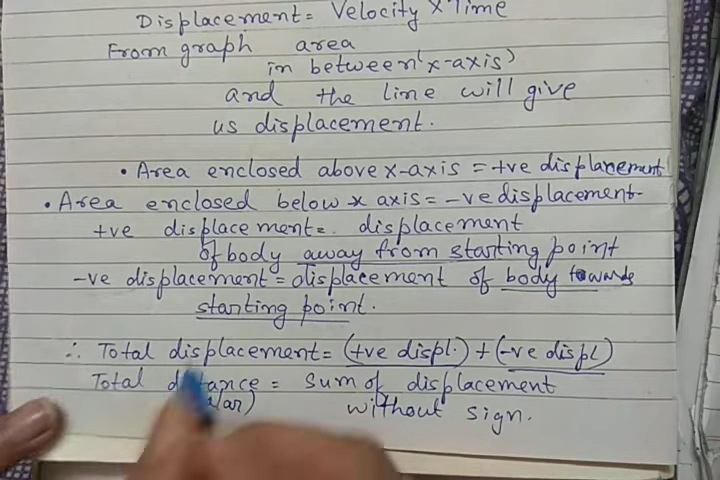 Displacement = Velocity × Time
From graph area
in between (x-axis)
and the line will give
us displacement.
• Area enclosed above x-axis = +ve displacement
• Area enclosed below x axis = -ve displacement-
+ve displacement = displacement
of body away from starting point
-ve displacement = displacement of body towards
starting point.
∴ Total displacement = (+ve displ.) + (-ve displ)
Total distance = sum of displacement
without sign.